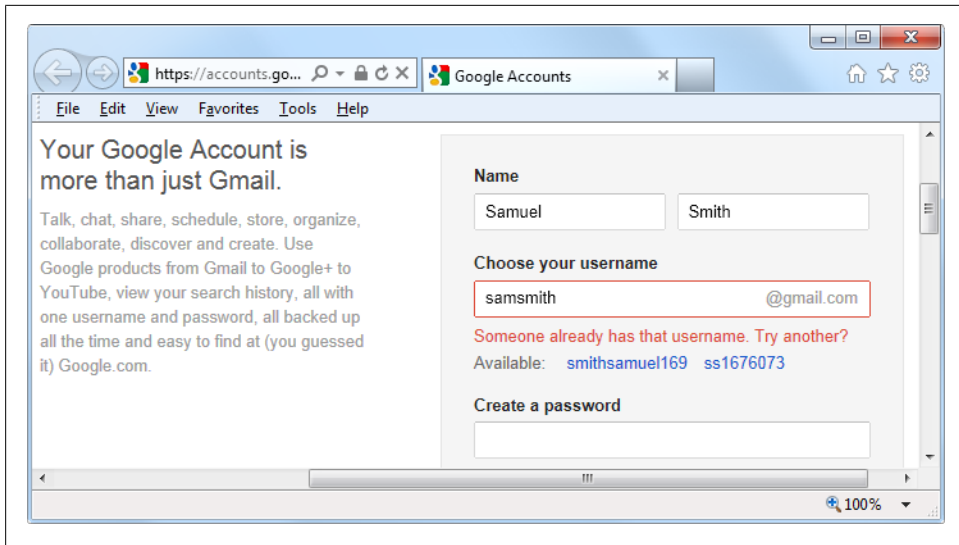 https://accounts.go...
Google Accounts
File Edit View Favorites Tools Help
Your Google Account is
more than just Gmail.
Talk, chat, share, schedule, store, organize,
collaborate, discover and create. Use
Google products from Gmail to Google+ to
YouTube, view your search history, all with
one username and password, all backed up
all the time and easy to find at (you guessed
it) Google.com.
Name
Samuel Smith
Choose your username
samsmith @gmail.com
Someone already has that username. Try another?
Available: smithsamuel169 ss1676073
Create a password
100%